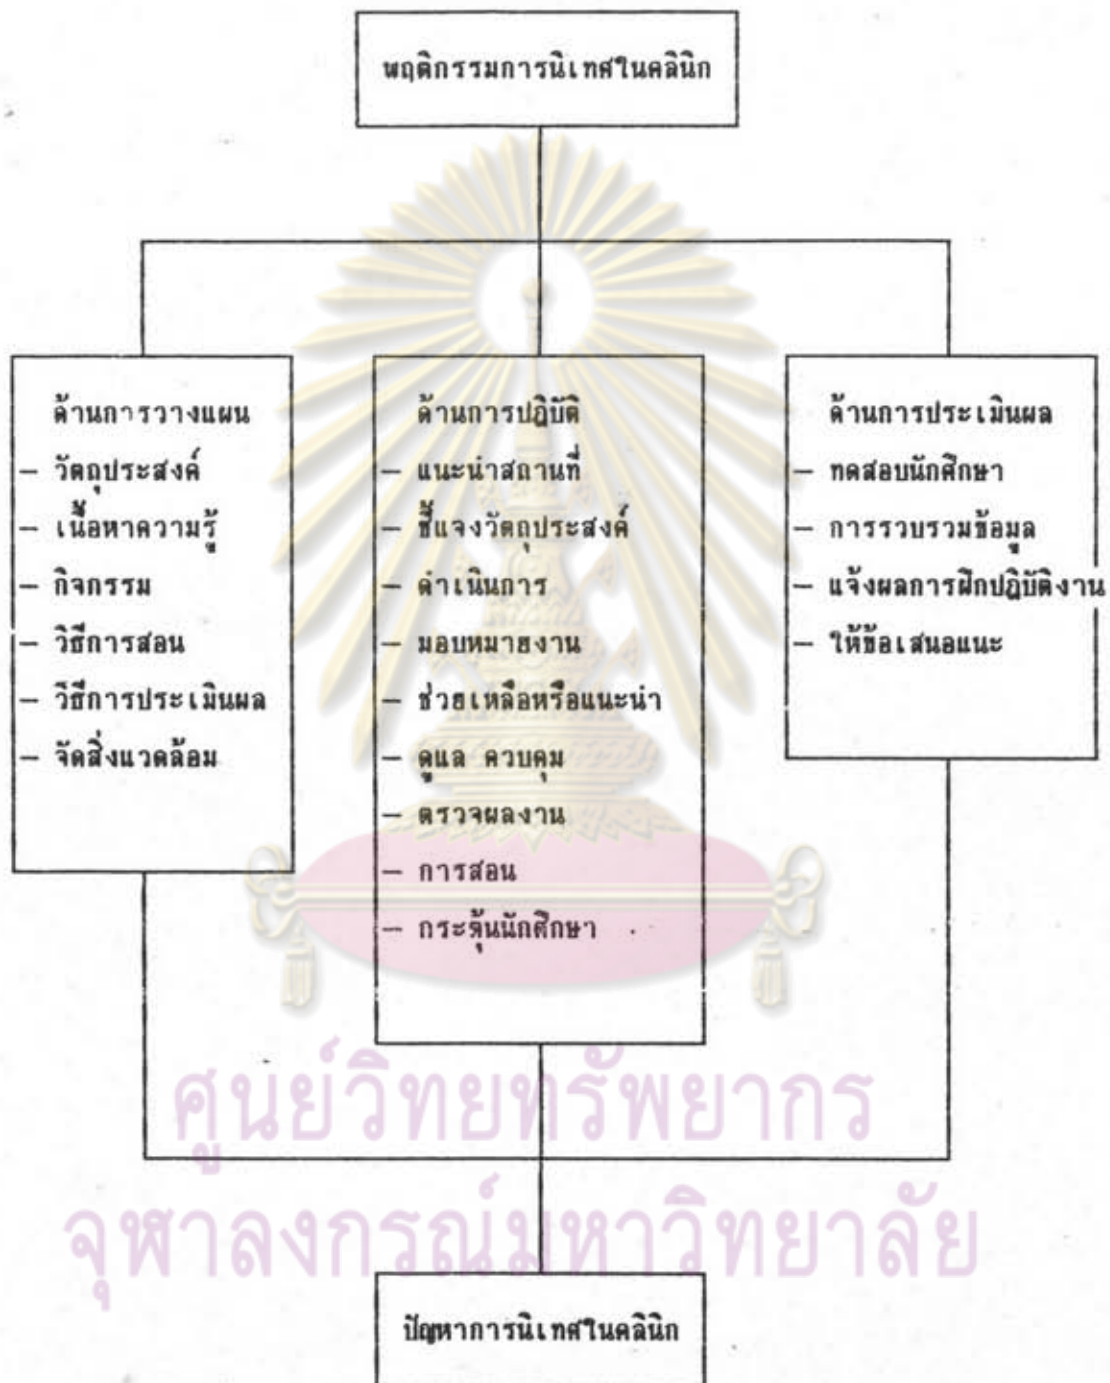 พฤติกรรมการนิเทศในคลินิก
ด้านการวางแผน
– วัตถุประสงค์
– เนื้อหาความรู้
– กิจกรรม
– วิธีการสอน
– วิธีการประเมินผล
– จัดสิ่งแวดล้อม
ด้านการปฏิบัติ
– แนะนำสถานที่
– ชี้แจงวัตถุประสงค์
– ดำเนินการ
– มอบหมายงาน
– ช่วยเหลือหรือแนะนำ
– ดูแล ควบคุม
– ตรวจผลงาน
– การสอน
– กระตุ้นนักศึกษา
ด้านการประเมินผล
– ทดสอบนักศึกษา
– การรวบรวมข้อมูล
– แจ้งผลการฝึกปฏิบัติงาน
– ให้ข้อเสนอแนะ
ศูนย์วิทยทรัพยากร
จุฬาลงกรณ์มหาวิทยาลัย
ปัญหาการนิเทศในคลินิก